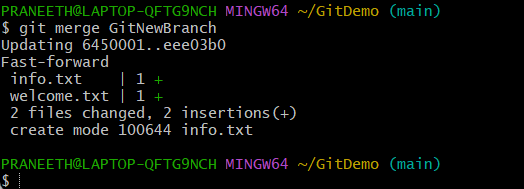 PRANEETH@LAPTOP-QFTG9NCH MINGW64 ~/GitDemo (main)
$ git merge GitNewBranch
Updating 6450001..eee03b0
Fast-forward
 info.txt    | 1 +
 welcome.txt | 1 +
 2 files changed, 2 insertions(+)
 create mode 100644 info.txt

PRANEETH@LAPTOP-QFTG9NCH MINGW64 ~/GitDemo (main)
$